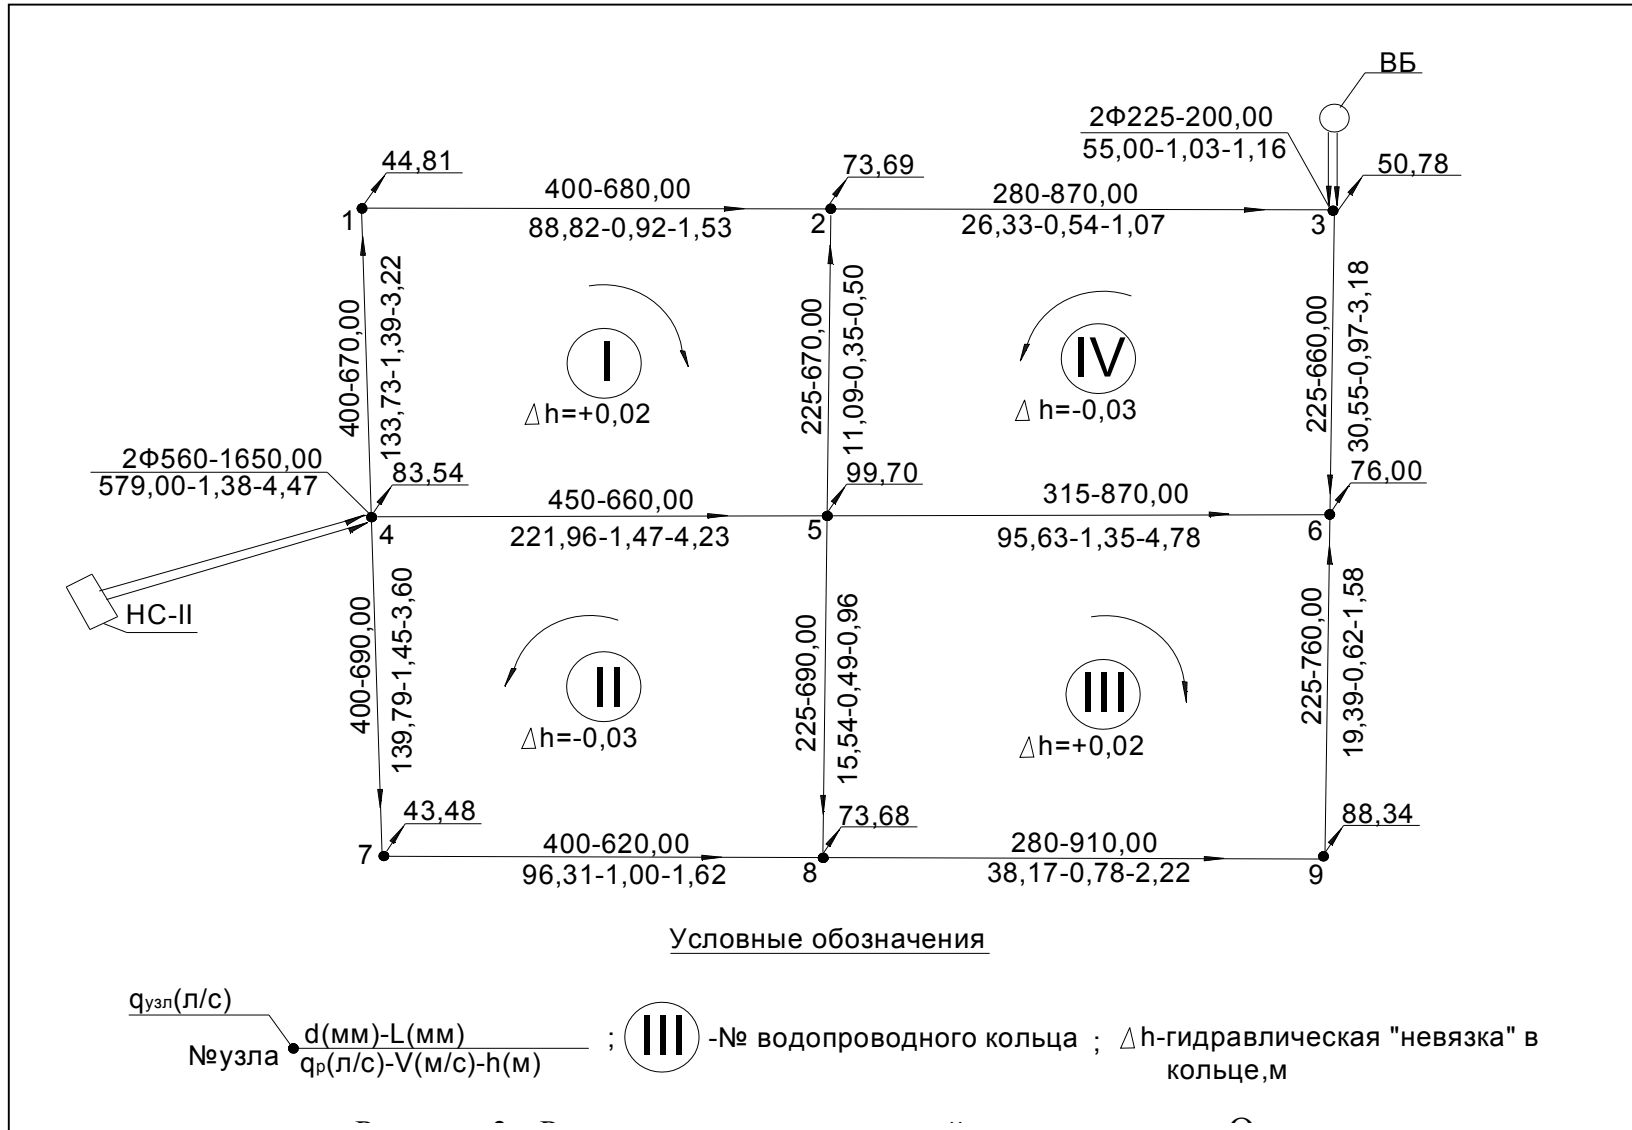 ВБ
2Ф225-200,00
55,00-1,03-1,16
44,81
73,69
50,78
400-680,00
280-870,00
1
88,82-0,92-1,53
2
26,33-0,54-1,07
3
400-670,00
133,73-1,39-3,22
225-670,00
11,09-0,35-0,50
225-660,00
30,55-0,97-3,18
I
Δh=+0,02
IV
Δh=-0,03
2Ф560-1650,00
579,00-1,38-4,47
83,54
99,70
76,00
450-660,00
315-870,00
4
221,96-1,47-4,23
5
95,63-1,35-4,78
6
НС-II
400-690,00
139,79-1,45-3,60
225-690,00
15,54-0,49-0,96
225-760,00
19,39-0,62-1,58
II
Δh=-0,03
III
Δh=+0,02
43,48
73,68
88,34
400-620,00
280-910,00
7
96,31-1,00-1,62
8
38,17-0,78-2,22
9
Условные обозначения
qузл(л/с)
№узла
d(мм)-L(мм)
qр(л/с)-V(м/с)-h(м)
; III -№ водопроводного кольца ; Δh-гидравлическая "невязка" в
кольце,м